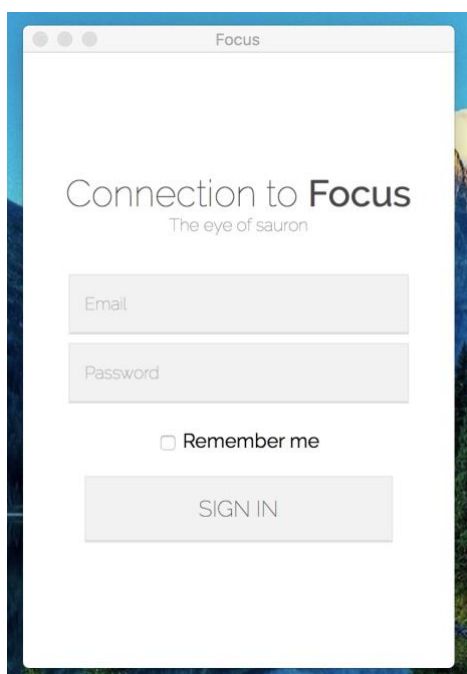 Focus
Connection to Focus
The eye of sauron
Email
Password
Remember me
SIGN IN